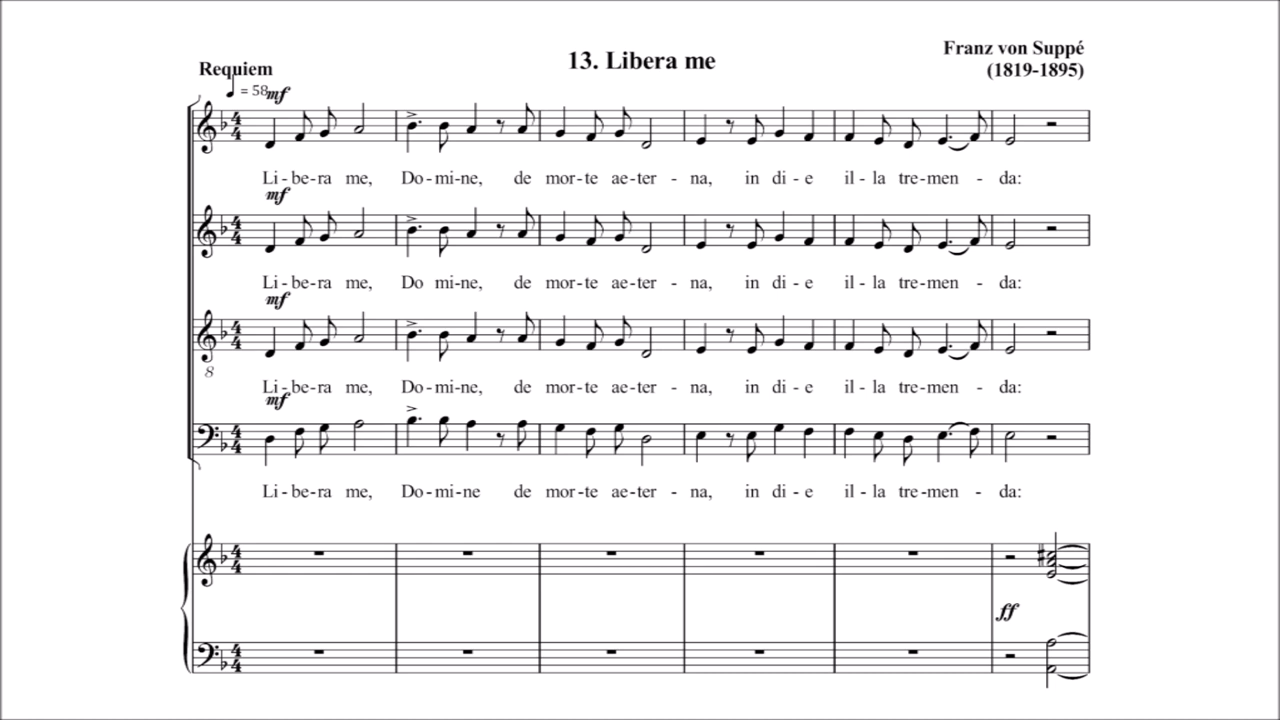 13. Libera me
Franz von Suppé
(1819-1895)
Requiem
= 58
mf
Li - be - ra me, Do - mi - ne, de mor - te ae - ter - na, in di - e il - la tre - men - da:
mf
Li - be - ra me, Do mi - ne, de mor - te ae - ter - na, in di - e il - la tre - men - da:
mf
8
Li - be - ra me, Do - mi - ne, de mor - te ae - ter - na, in di - e il - la tre - men - da:
mf
Li - be - ra me, Do - mi - ne de mor - te ae - ter - na, in di - e il - la tre - men - da:
ff